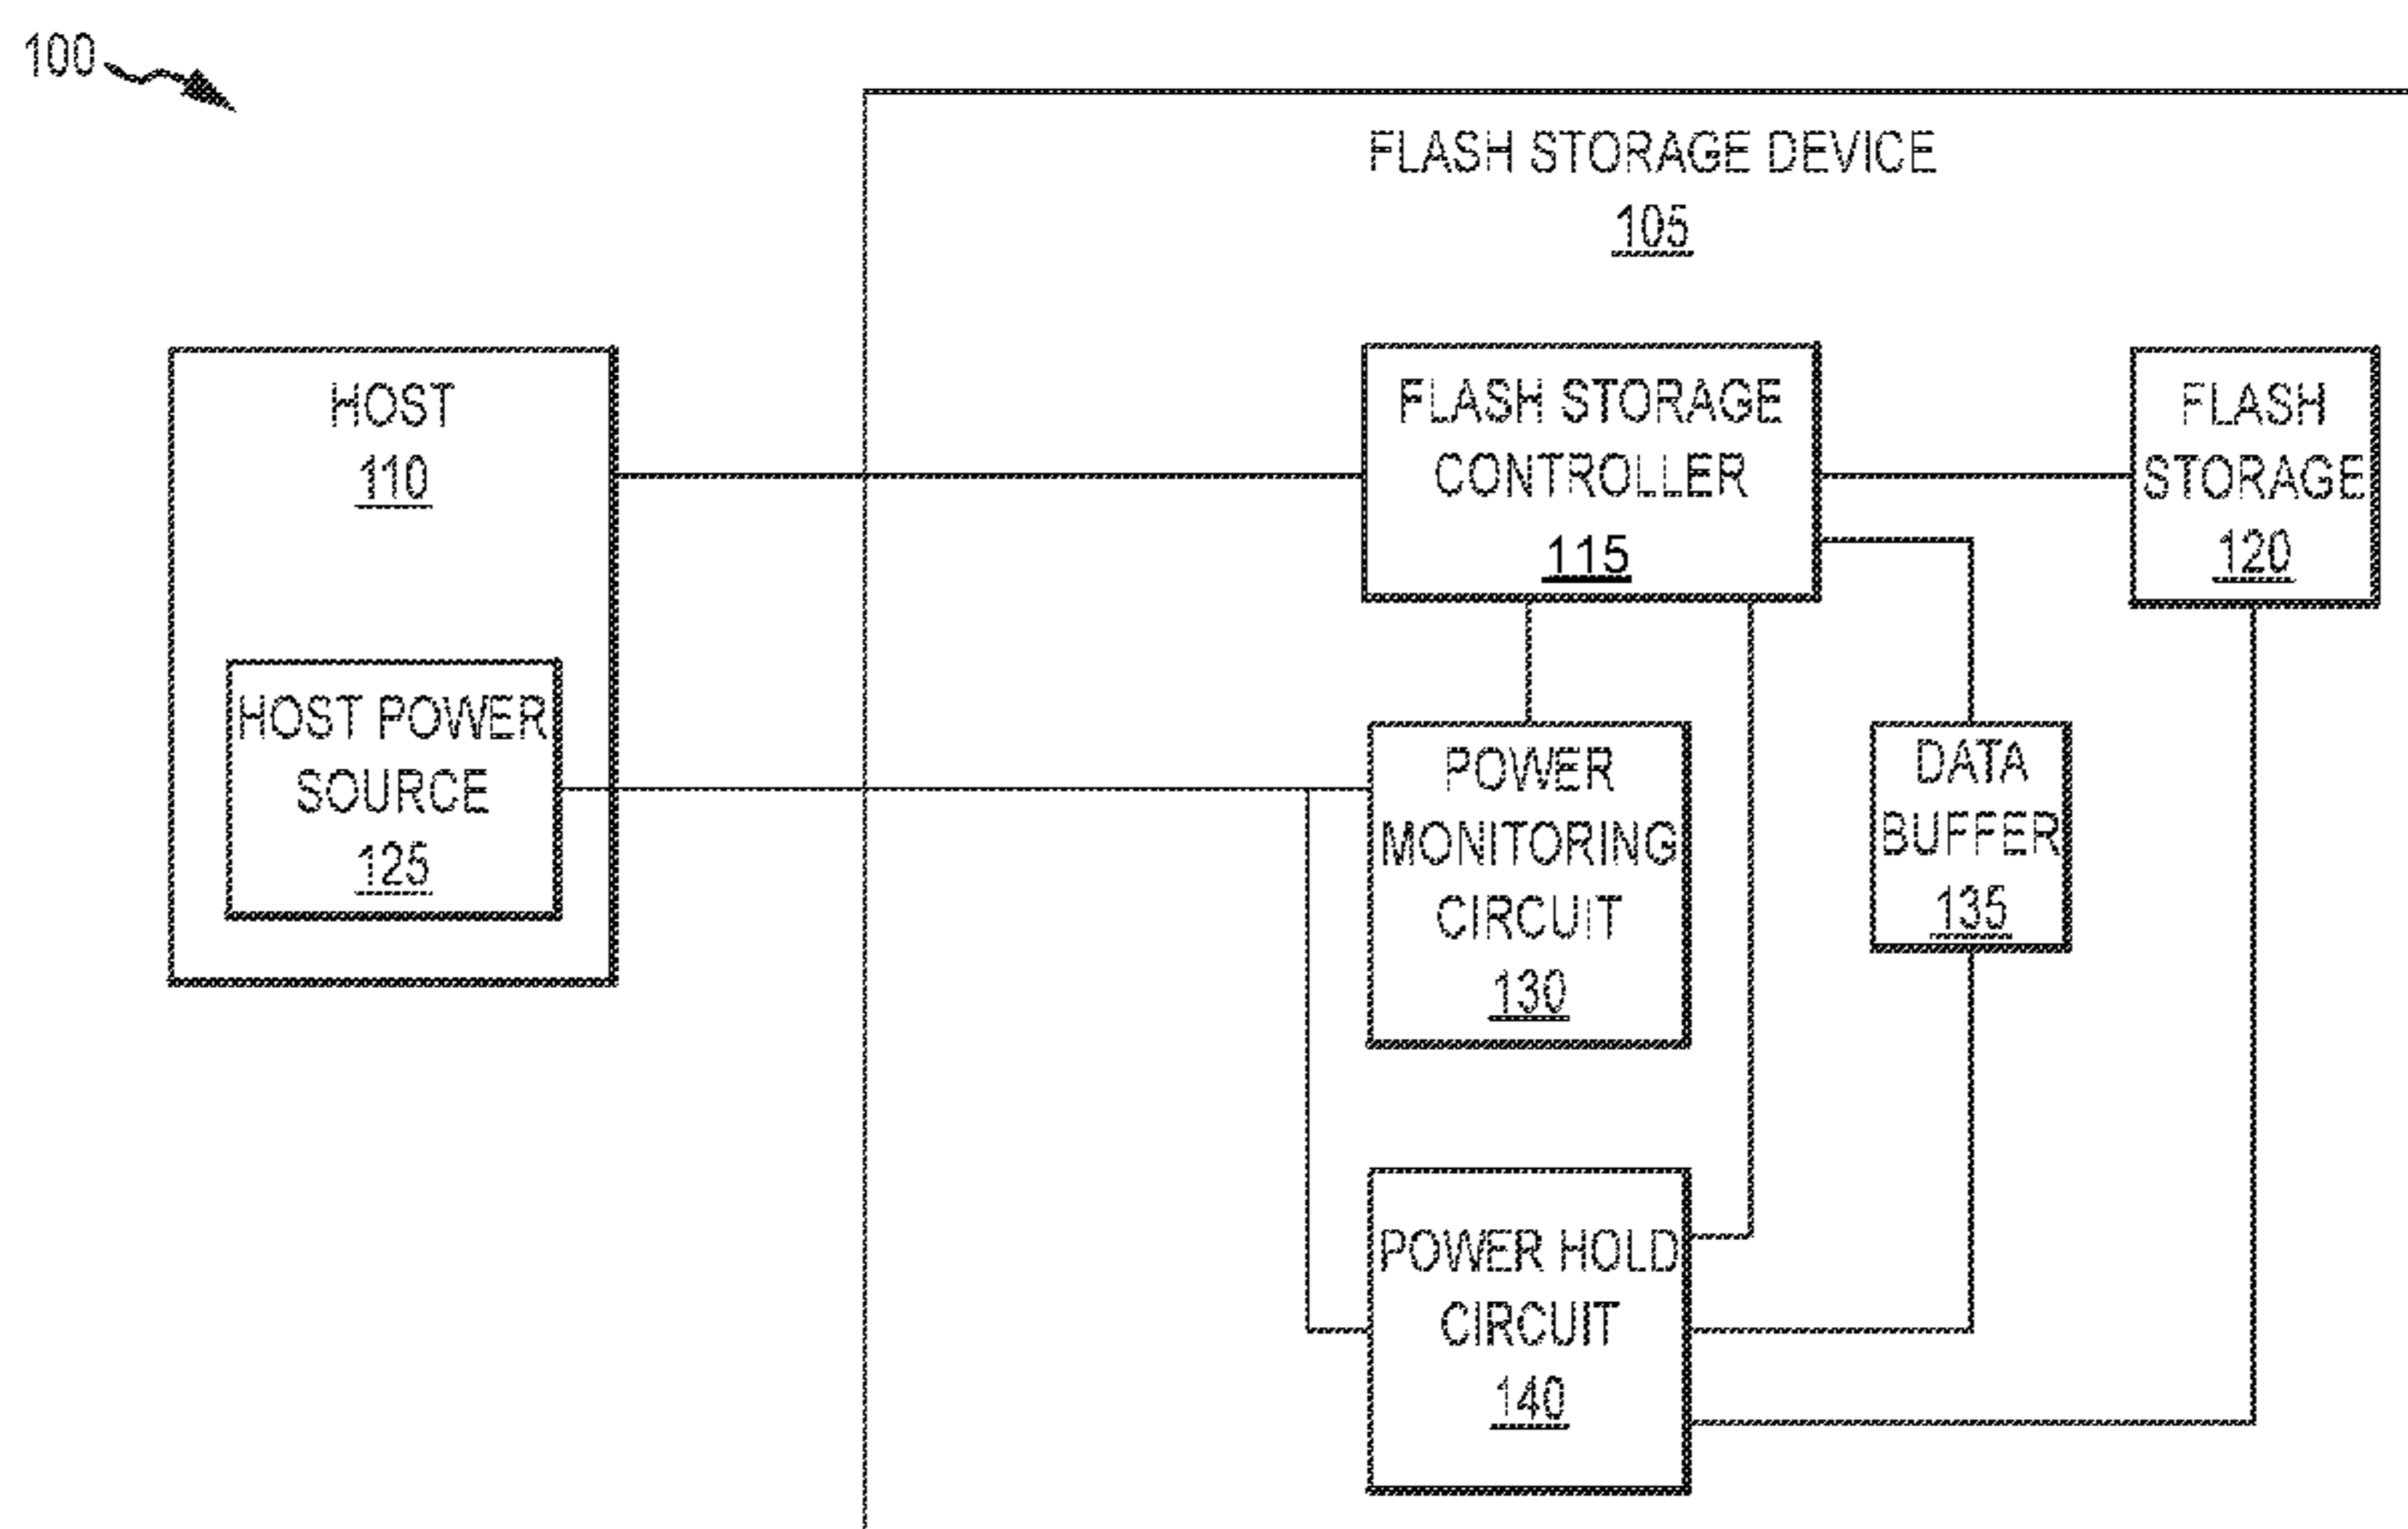 100
FLASH STORAGE DEVICE
105
HOST
110
FLASH STORAGE
CONTROLLER
115
FLASH
STORAGE
120
HOST POWER
SOURCE
125
POWER
MONITORING
CIRCUIT
130
DATA
BUFFER
135
POWER HOLD
CIRCUIT
140